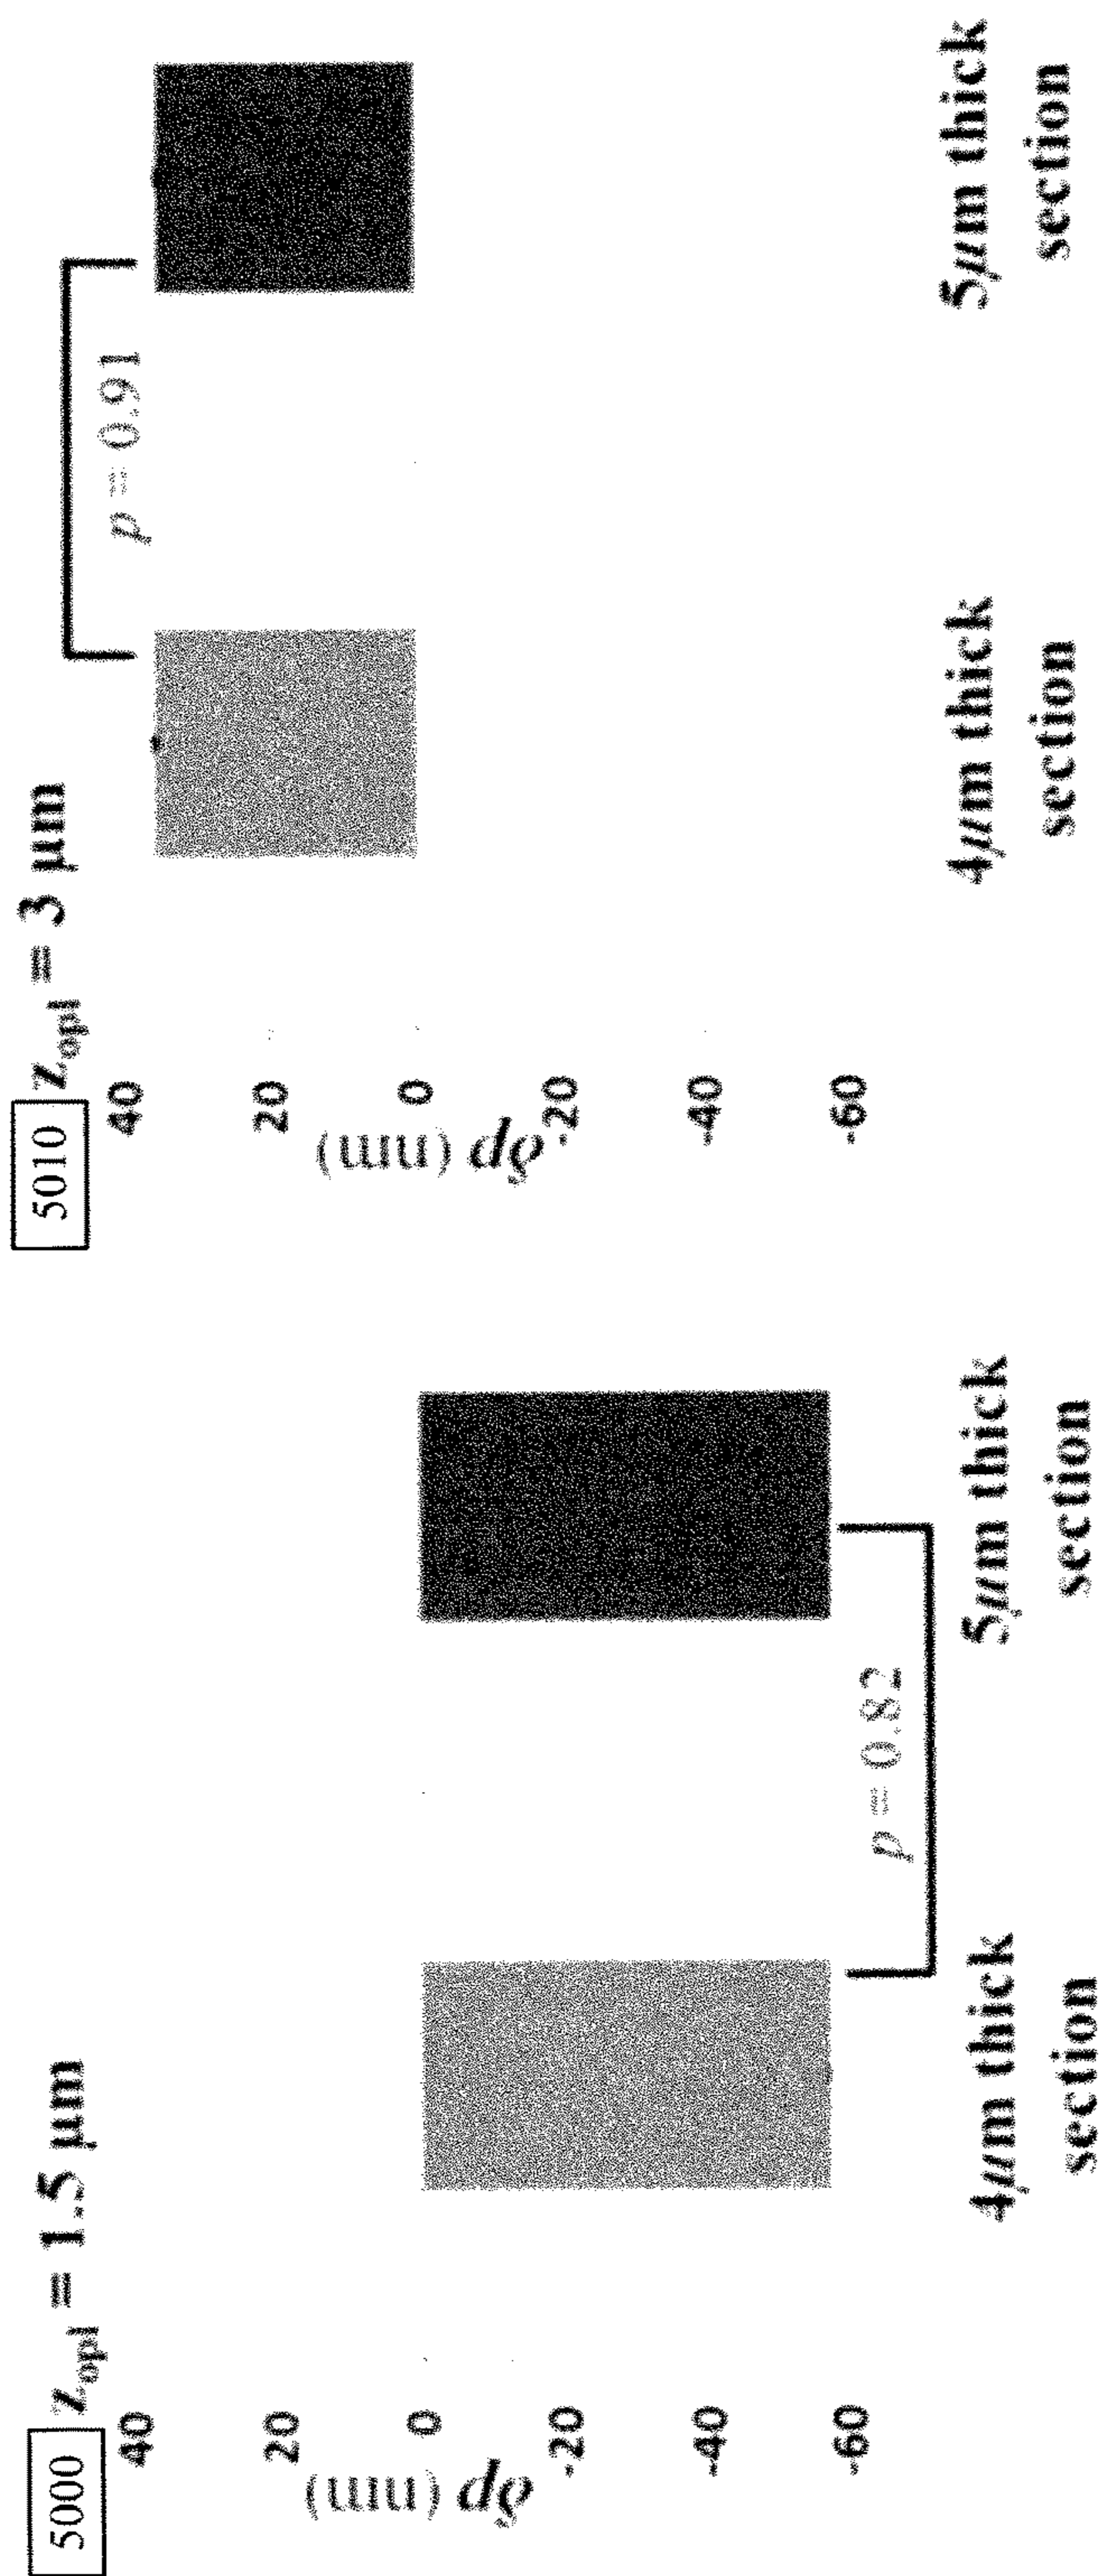 5000
z_opl = 1.5 μm
40
20
0
-20
-40
-60
δp (nm)
p = 0.82
4μm thick
section
5μm thick
section
5010
z_opl = 3 μm
40
20
0
-20
-40
-60
δp (nm)
p = 0.91
4μm thick
section
5μm thick
section